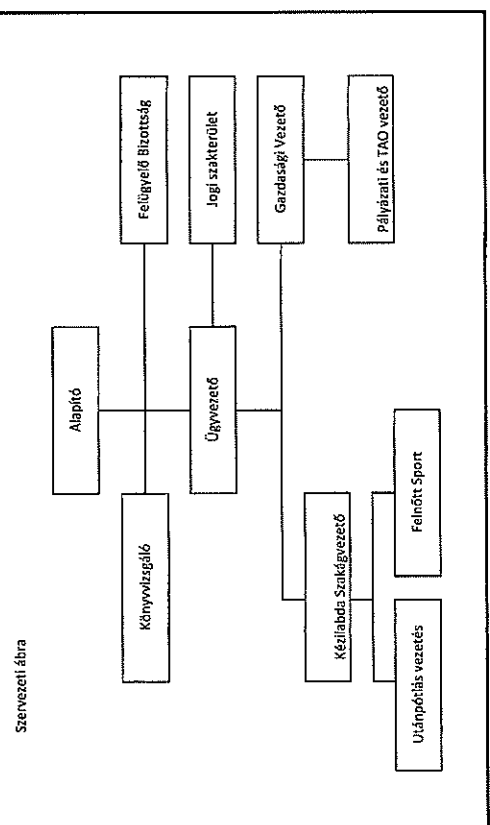 Szervezeti ábra
Alapító
Könyvvizsgáló
Felügyelő Bizottság
Ügyvezető
Jogi szakterület
Kézilabda Szakágvezető
Gazdasági Vezető
Utánpótlás vezetés
Felnőtt Sport
Pályázati és TAO vezető